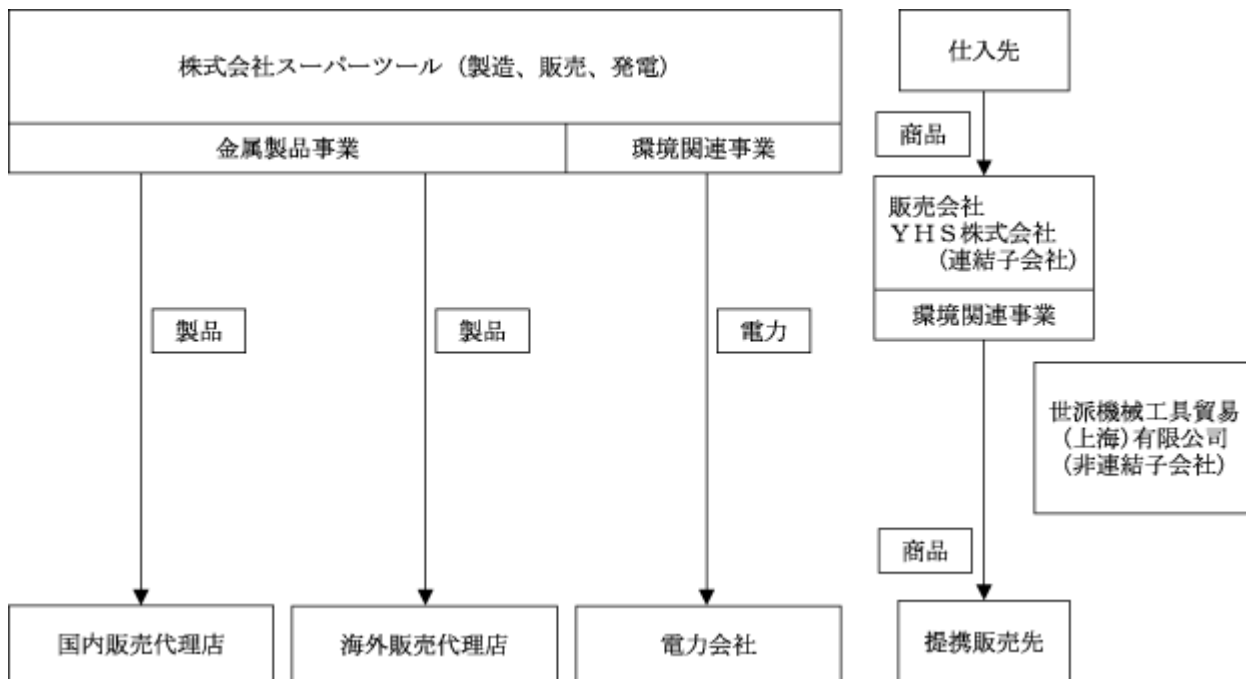 株式会社スーパーツール（製造、販売、発電）
金属製品事業
環境関連事業
製品
製品
電力
国内販売代理店
海外販売代理店
電力会社
仕入先
商品
販売会社
ＹＨＳ株式会社
（連結子会社）
環境関連事業
世派機械工具貿易
（上海）有限公司
（非連結子会社）
商品
提携販売先